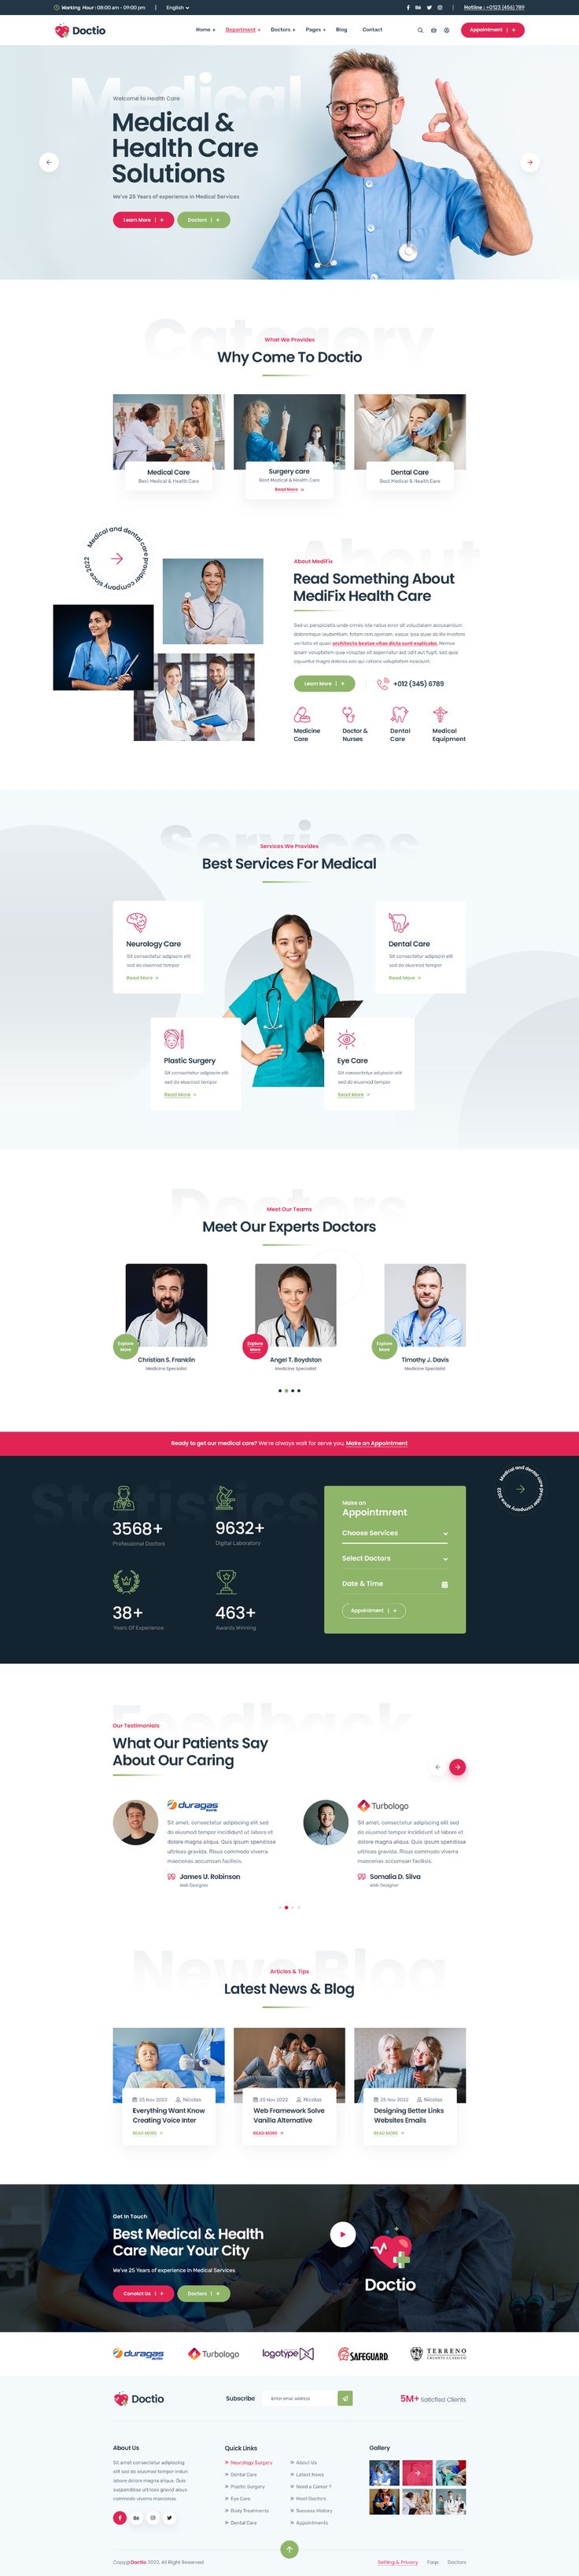 Working Hour : 08:00 am - 09:00 pm
English
Hotline : +0123 (456) 789
Doctio
Home +
Department +
Doctors +
Pages +
Blog
Contact
Appointment | +
Medical
Welcome to Health Care
Medical &
Health Care
Solutions
We've 25 Years of experience in Medical Services
Learn More | +
Doctors | +
Category
What We Provides
Why Come To Doctio
Medical Care
Best Medical & Health Care
Surgery care
Best Medical & Health Care
Read More »
Dental Care
Best Medical & Health Care
Medical and dental care provider company since 2022
About
About MediFix
Read Something About
MediFix Health Care
Sed ut perspiciatis unde omnis iste natus error sit voluptatem accusantium
doloremque laudantium, totam rem aperiam, eaque ipsa quae ab illo inventore
veritatis et quasi architecto beatae vitae dicta sunt explicabo. Nemo
ipsam voluptatem quia voluptas sit aspernatur aut odit aut fugit, sed quia
consequuntur magni dolores eos qui ratione voluptatem nesciunt.
Learn More | +
+012 (345) 6789
Medicine
Care
Doctor &
Nurses
Dental
Care
Medical
Equipment
Services
Services We Provides
Best Services For Medical
Neurology Care
Sit consectetur adipiscin elit
sed do eiusmod tempor
Read More »
Dental Care
Sit consectetur adipiscin elit
sed do eiusmod tempor
Read More »
Plastic Surgery
Sit consectetur adipiscin elit
sed do eiusmod tempor
Read More »
Eye Care
Sit consectetur adipiscin elit
sed do eiusmod tempor
Read More »
Doctors
Meet Our Teams
Meet Our Experts Doctors
Explore
More
Christian S. Franklin
Medicine Specialist
Explore
More
Angel T. Boydston
Medicine Specialist
Explore
More
Timothy J. Davis
Medicine Specialist
Ready to get our medical care? We're always wait for serve you, Make an Appointment
Statistics
3568+
Professional Doctors
9632+
Digital Laboratory
38+
Years Of Experience
463+
Awards Winning
Make an
Appointmrent
Choose Services
Select Doctors
Date & Time
Appointment | +
Medical and dental care provider company since 2022
Feedback
Our Testimonials
What Our Patients Say
About Our Caring
duragas
Sit amet, consectetur adipiscing elit sed
do eiusmod tempor incididunt ut labore et
dolore magna aliqua. Quis ipsum spendisse
ultrices gravida. Risus commodo viverra
maecenas accumsan facilisis.
James U. Robinson
Web Designer
Turbologo
Sit amet, consectetur adipiscing elit sed
do eiusmod tempor incididunt ut labore et
dolore magna aliqua. Quis ipsum spendisse
ultrices gravida. Risus commodo viverra
maecenas accumsan facilisis.
Somalia D. Silva
Web Designer
News Blog
Articles & Tips
Latest News & Blog
25 Nov 2022
Nicolas
Everything Want Know
Creating Voice Inter
READ MORE »
25 Nov 2022
Nicolas
Web Framework Solve
Vanilla Alternative
READ MORE »
25 Nov 2022
Nicolas
Designing Better Links
Websites Emails
READ MORE »
Get In Touch
Best Medical & Health
Care Near Your City
We've 25 Years of experience in Medical Services
Conatct Us | +
Doctors | +
Doctio
duragas
Turbologo
logotype
SAFEGUARD.
TERRENO
Doctio
Subscribe
Enter email address
5M+ Satisfied Clients
About Us
Sit amet consectetur adipiscing
elit sed do eiusmod tempor indun
labore dolore magna aliqua. Quis
suspendisse ultrices gravid aisus
commodo viverra maecenas.
Quick Links
» Neurology Surgery
» Dental Care
» Plastic Surgery
» Eye Care
» Body Treatments
» Dental Care
» About Us
» Latest News
» Need a Career ?
» Meet Doctors
» Success History
» Appointments
Gallery
Copy@Doctio 2022, All Right Reserved
Setting & Privacy
Faqs
Doctors